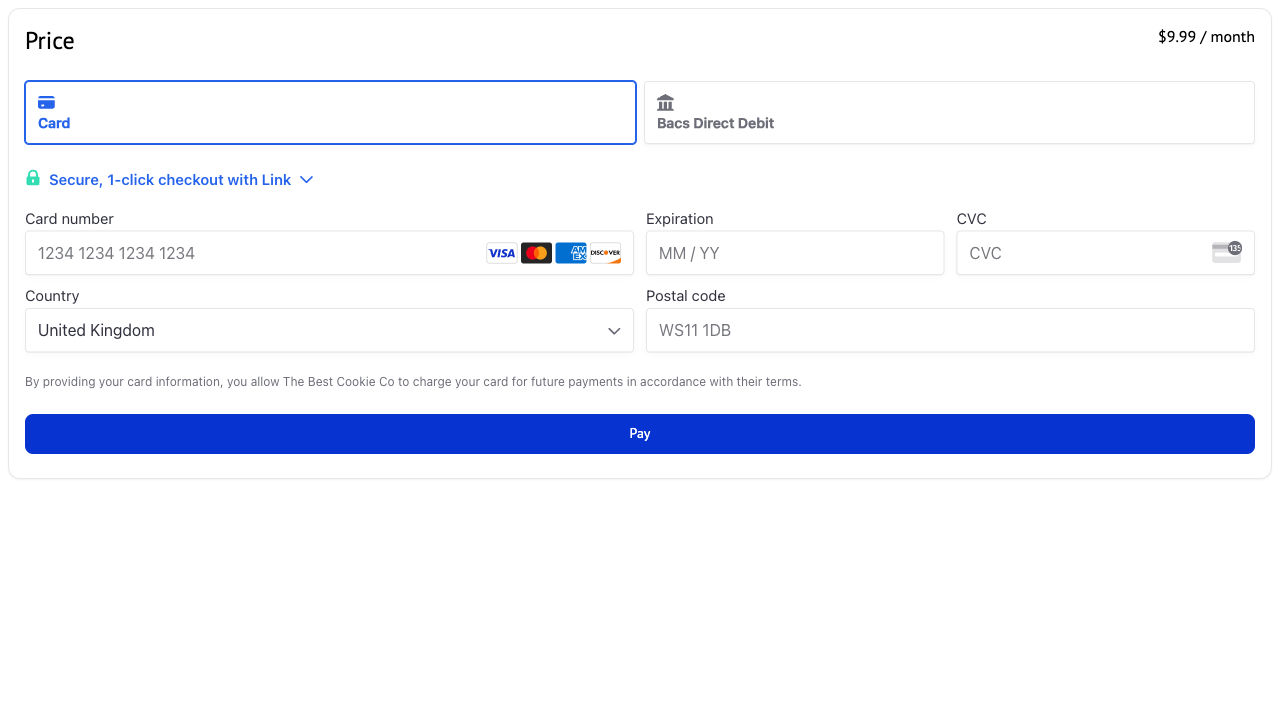 Price
$9.99 / month
Card
Bacs Direct Debit
Secure, 1-click checkout with Link
Card number
Expiration
CVC
1234 1234 1234 1234
VISA
AM EX
DISCOVER
MM / YY
CVC
135
Country
Postal code
United Kingdom
WS11 1DB
By providing your card information, you allow The Best Cookie Co to charge your card for future payments in accordance with their terms.
Pay